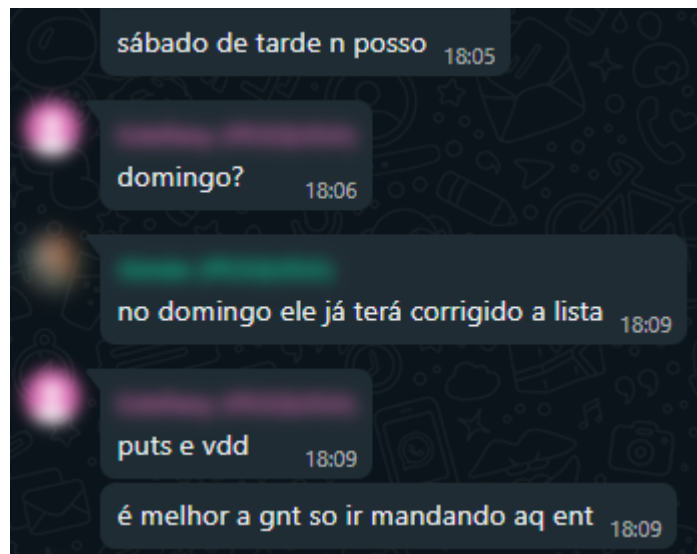 sábado de tarde n posso 18:05
domingo? 18:06
no domingo ele já terá corrigido a lista 18:09
puts e vdd 18:09
é melhor a gnt so ir mandando aq ent 18:09